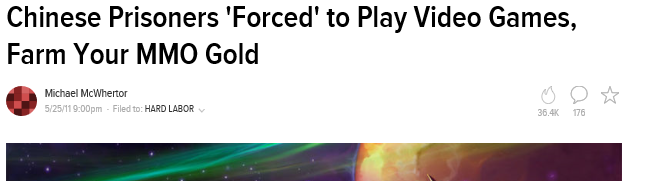 Chinese Prisoners 'Forced' to Play Video Games,
Farm Your MMO Gold
Michael McWhertor
5/25/11 9:00pm · Filed to: HARD LABOR
36.4K 176